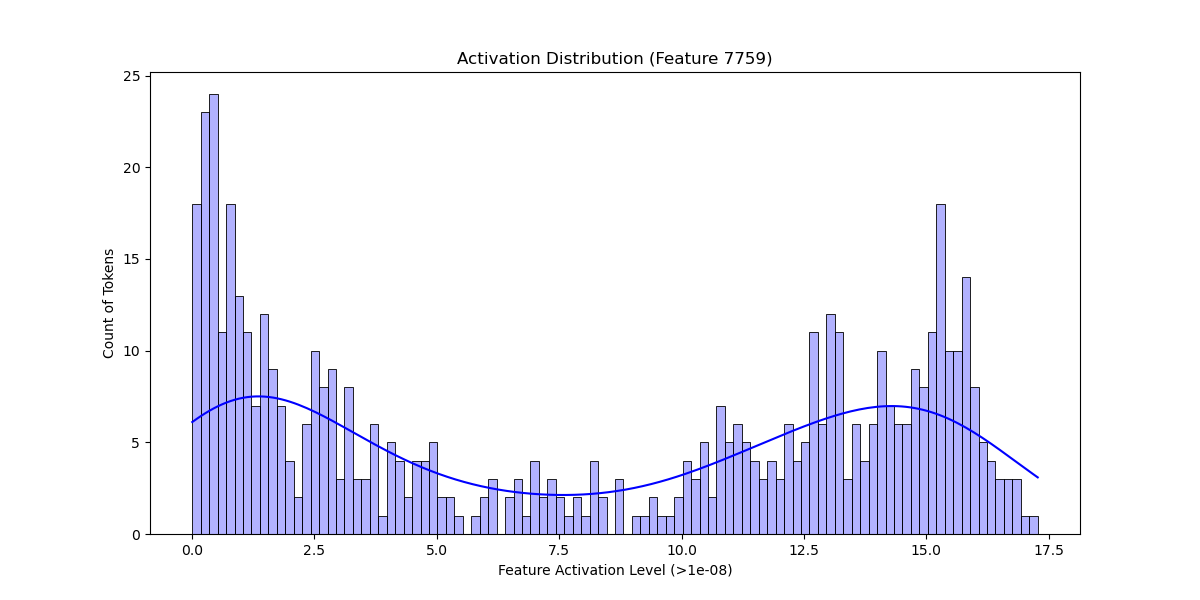 Activation Distribution (Feature 7759)
25
20
15
10
5
0
Count of Tokens
0.0 2.5 5.0 7.5 10.0 12.5 15.0 17.5
Feature Activation Level (>1e-08)